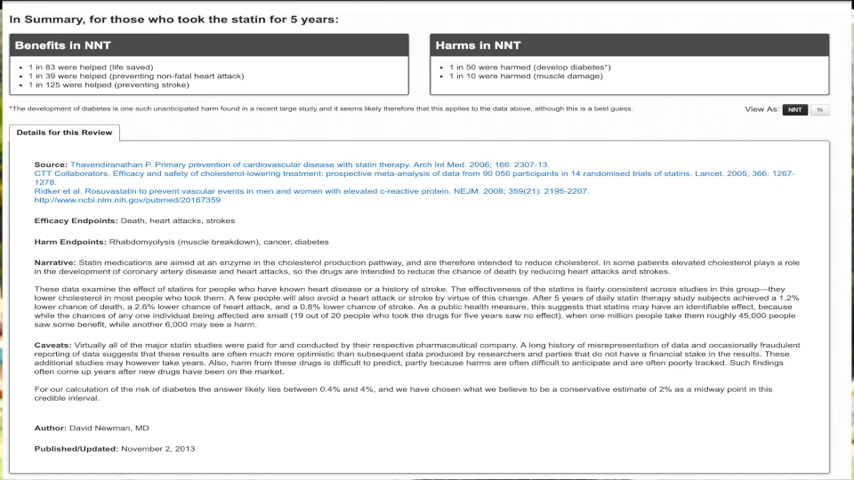 In Summary, for those who took the statin for 5 years:
Benefits in NNT
• 1 in 83 were helped (life saved)
• 1 in 39 were helped (preventing non-fatal heart attack)
• 1 in 125 were helped (preventing stroke)
Harms in NNT
• 1 in 50 were harmed (develop diabetes*)
• 1 in 10 were harmed (muscle damage)
*The development of diabetes is one such unanticipated harm found in a recent large study and it seems likely therefore that this applies to the data above, although this is a best guess.
View As: NNT %
Details for this Review
Source: Thavendiranathan P. Primary prevention of cardiovascular disease with statin therapy. Arch Int Med. 2006; 166: 2307-13.
CTT Collaborators. Efficacy and safety of cholesterol-lowering treatment: prospective meta-analysis of data from 90 056 participants in 14 randomised trials of statins. Lancet. 2005; 366: 1267-
1278.
Ridker et al. Rosuvastatin to prevent vascular events in men and women with elevated c-reactive protein. NEJM. 2008; 359(21): 2195-2207.
http://www.ncbi.nlm.nih.gov/pubmed/20167359
Efficacy Endpoints: Death, heart attacks, strokes
Harm Endpoints: Rhabdomyolysis (muscle breakdown), cancer, diabetes
Narrative: Statin medications are aimed at an enzyme in the cholesterol production pathway, and are therefore intended to reduce cholesterol. In some patients elevated cholesterol plays a role
in the development of coronary artery disease and heart attacks, so the drugs are intended to reduce the chance of death by reducing heart attacks and strokes.
These data examine the effect of statins for people who have known heart disease or a history of stroke. The effectiveness of the statins is fairly consistent across studies in this group—they
lower cholesterol in most people who took them. A few people will also avoid a heart attack or stroke by virtue of this change. After 5 years of daily statin therapy study subjects achieved a 1.2%
lower chance of death, a 2.6% lower chance of heart attack, and a 0.8% lower chance of stroke. As a public health measure, this suggests that statins may have an identifiable effect, because
while the chances of any one individual being affected are small (19 out of 20 people who took the drugs for five years saw no effect), when one million people take them roughly 45,000 people
saw some benefit, while another 6,000 may see a harm.
Caveats: Virtually all of the major statin studies were paid for and conducted by their respective pharmaceutical company. A long history of misrepresentation of data and occasionally fraudulent
reporting of data suggests that these results are often much more optimistic than subsequent data produced by researchers and parties that do not have a financial stake in the results. These
additional studies may however take years. Also, harm from these drugs is difficult to predict, partly because harms are often difficult to anticipate and are often poorly tracked. Such findings
often come up years after new drugs have been on the market.
For our calculation of the risk of diabetes the answer likely lies between 0.4% and 4%, and we have chosen what we believe to be a conservative estimate of 2% as a midway point in this
credible interval.
Author: David Newman, MD
Published/Updated: November 2, 2013